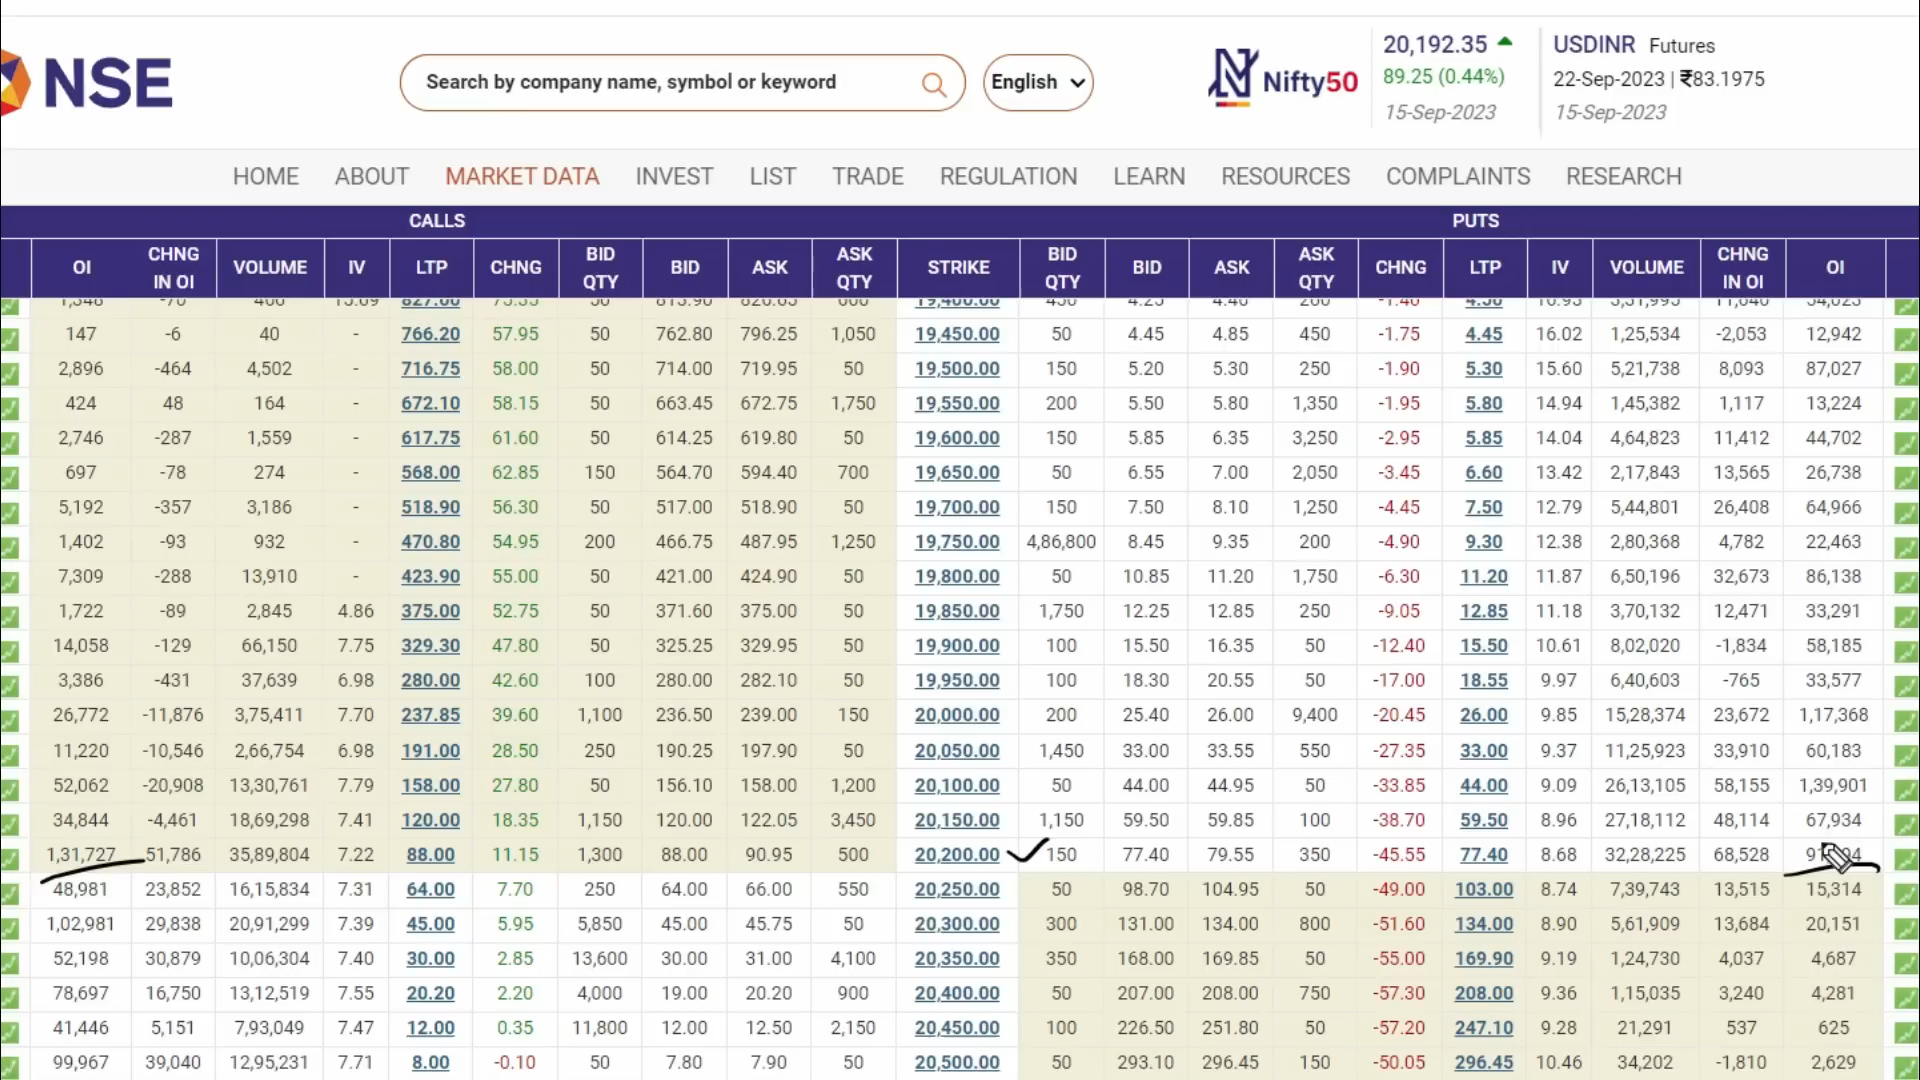 NSE
Search by company name, symbol or keyword
English
Nifty50
20,192.35
89.25 (0.44%)
15-Sep-2023
USDINR Futures
22-Sep-2023 | ₹83.1975
15-Sep-2023
HOME ABOUT MARKET DATA INVEST LIST TRADE REGULATION LEARN RESOURCES COMPLAINTS RESEARCH
CALLS PUTS
OI CHNG IN OI VOLUME IV LTP CHNG BID QTY BID ASK ASK QTY STRIKE BID QTY BID ASK ASK QTY CHNG LTP IV VOLUME CHNG IN OI OI
147 -6 40 - 766.20 57.95 50 762.80 796.25 1,050 19,450.00 50 4.45 4.85 450 -1.75 4.45 16.02 1,25,534 -2,053 12,942
2,896 -464 4,502 - 716.75 58.00 50 714.00 719.95 50 19,500.00 150 5.20 5.30 250 -1.90 5.30 15.60 5,21,738 8,093 87,027
424 48 164 - 672.10 58.15 50 663.45 672.75 1,750 19,550.00 200 5.50 5.80 1,350 -1.95 5.80 14.94 1,45,382 1,117 13,224
2,746 -287 1,559 - 617.75 61.60 50 614.25 619.80 50 19,600.00 150 5.85 6.35 3,250 -2.95 5.85 14.04 4,64,823 11,412 44,702
697 -78 274 - 568.00 62.85 150 564.70 594.40 700 19,650.00 50 6.55 7.00 2,050 -3.45 6.60 13.42 2,17,843 13,565 26,738
5,192 -357 3,186 - 518.90 56.30 50 517.00 518.90 50 19,700.00 150 7.50 8.10 1,250 -4.45 7.50 12.79 5,44,801 26,408 64,966
1,402 -93 932 - 470.80 54.95 200 466.75 487.95 1,250 19,750.00 4,86,800 8.45 9.35 200 -4.90 9.30 12.38 2,80,368 4,782 22,463
7,309 -288 13,910 - 423.90 55.00 50 421.00 424.90 50 19,800.00 50 10.85 11.20 1,750 -6.30 11.20 11.87 6,50,196 32,673 86,138
1,722 -89 2,845 4.86 375.00 52.75 50 371.60 375.00 50 19,850.00 1,750 12.25 12.85 250 -9.05 12.85 11.18 3,70,132 12,471 33,291
14,058 -129 66,150 7.75 329.30 47.80 50 325.25 329.95 50 19,900.00 100 15.50 16.35 50 -12.40 15.50 10.61 8,02,020 -1,834 58,185
3,386 -431 37,639 6.98 280.00 42.60 100 280.00 282.10 50 19,950.00 100 18.30 20.55 50 -17.00 18.55 9.97 6,40,603 -765 33,577
26,772 -11,876 3,75,411 7.70 237.85 39.60 1,100 236.50 239.00 150 20,000.00 200 25.40 26.00 9,400 -20.45 26.00 9.85 15,28,374 23,672 1,17,368
11,220 -10,546 2,66,754 6.98 191.00 28.50 250 190.25 197.90 50 20,050.00 1,450 33.00 33.55 550 -27.35 33.00 9.37 11,25,923 33,910 60,183
52,062 -20,908 13,30,761 7.79 158.00 27.80 50 156.10 158.00 1,200 20,100.00 50 44.00 44.95 50 -33.85 44.00 9.09 26,13,105 58,155 1,39,901
34,844 -4,461 18,69,298 7.41 120.00 18.35 1,150 120.00 122.05 3,450 20,150.00 1,150 59.50 59.85 100 -38.70 59.50 8.96 27,18,112 48,114 67,934
1,31,727 51,786 35,89,804 7.22 88.00 11.15 1,300 88.00 90.95 500 20,200.00 150 77.40 79.55 350 -45.55 77.40 8.68 32,28,225 68,528
48,981 23,852 16,15,834 7.31 64.00 7.70 250 64.00 66.00 550 20,250.00 50 98.70 104.95 50 -49.00 103.00 8.74 7,39,743 13,515 15,314
1,02,981 29,838 20,91,299 7.39 45.00 5.95 5,850 45.00 45.75 50 20,300.00 300 131.00 134.00 800 -51.60 134.00 8.90 5,61,909 13,684 20,151
52,198 30,879 10,06,304 7.40 30.00 2.85 13,600 30.00 31.00 4,100 20,350.00 350 168.00 169.85 50 -55.00 169.90 9.19 1,24,730 4,037 4,687
78,697 16,750 13,12,519 7.55 20.20 2.20 4,000 19.00 20.20 900 20,400.00 50 207.00 208.00 750 -57.30 208.00 9.36 1,15,035 3,240 4,281
41,446 5,151 7,93,049 7.47 12.00 0.35 11,800 12.00 12.50 2,150 20,450.00 100 226.50 251.80 50 -57.20 247.10 9.28 21,291 537 625
99,967 39,040 12,95,231 7.71 8.00 -0.10 50 7.80 7.90 50 20,500.00 50 293.10 296.45 150 -50.05 296.45 10.46 34,202 -1,810 2,629